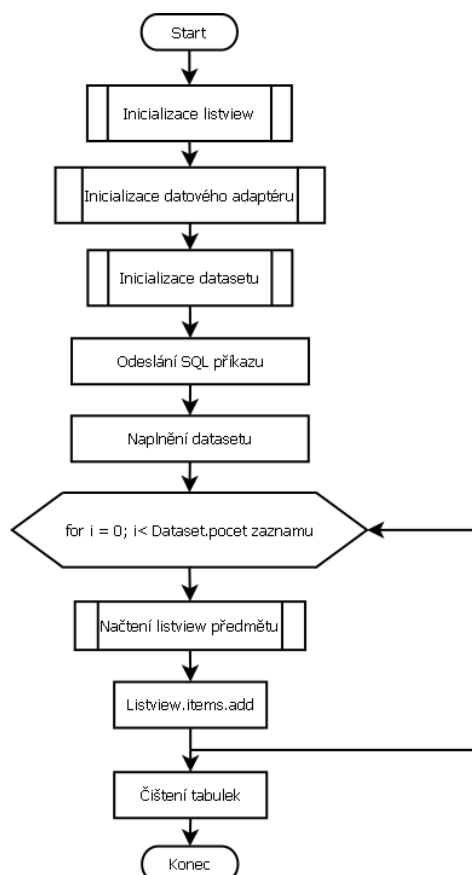 Start
Inicializace listview
Inicializace datového adaptéru
Inicializace datasetu
Odeslání SQL příkazu
Naplnění datasetu
for i = 0; i< Dataset.pocet zaznamu
Načtení listview předmětu
Listview.items.add
Čištení tabulek
Konec